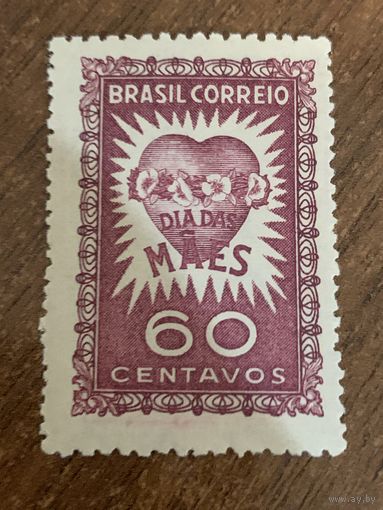 BRASIL CORREIO
DIA DAS
MÃES
60
CENTAVOS
www.ay.by